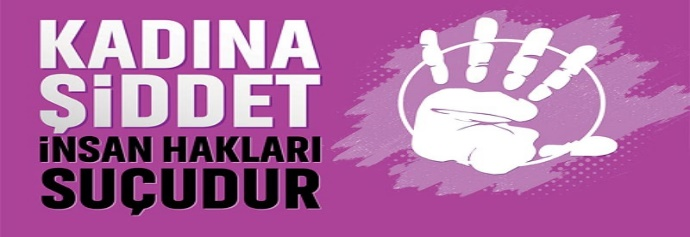 KADINA
ŞİDDET
İNSAN HAKLARI
SUÇUDUR